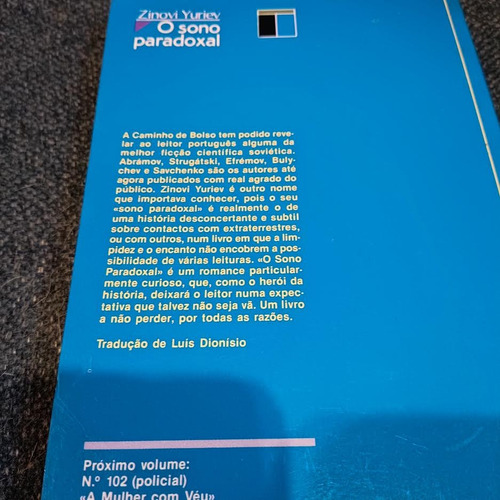 Zinovi Yuriev
O sono
paradoxal
A Caminho de Bolso tem podido reve-
lar ao leitor português alguma da
melhor ficção científica soviética.
Abrámov, Strugátski, Efrémov, Buly-
chev e Savchenko são os autores até
agora publicados com real agrado do
público. Zinovi Yuriev é outro nome
que importava conhecer, pois o seu
«sono paradoxal» é realmente o de
uma história desconcertante e subtil
sobre contactos com extraterrestres,
ou com outros, num livro em que a lim-
pidez e o encanto não encobrem a pos-
sibilidade de várias leituras. «O Sono
Paradoxal» é um romance particular-
mente curioso, que, como o herói da
história, deixará o leitor numa expec-
tativa que talvez não seja vã. Um livro
a não perder, por todas as razões.
Tradução de Luís Dionísio
Próximo volume:
N.º 102 (policial)
«A Mulher com Véu»